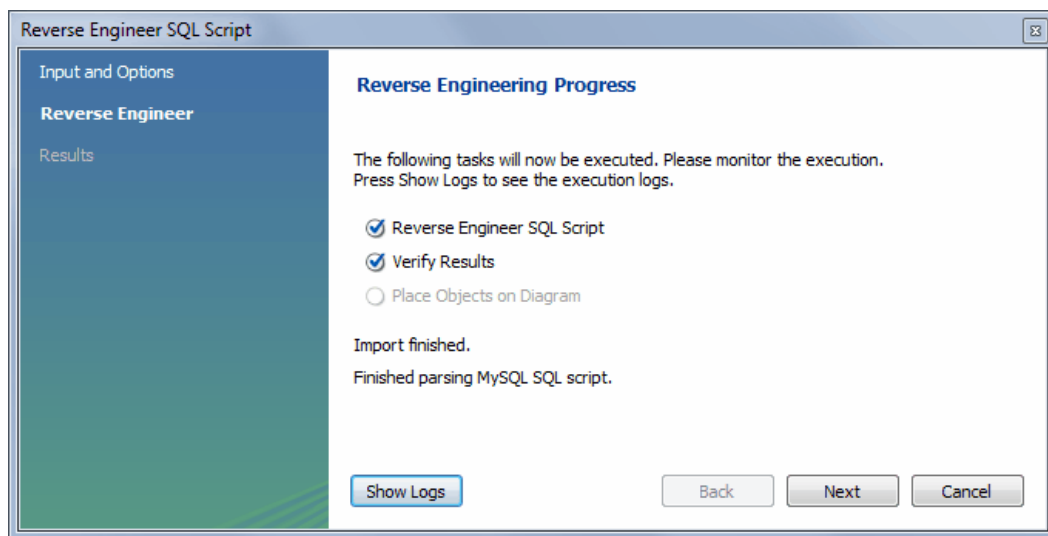 Reverse Engineer SQL Script
Input and Options
Reverse Engineer
Results
Reverse Engineering Progress
The following tasks will now be executed. Please monitor the execution.
Press Show Logs to see the execution logs.
Reverse Engineer SQL Script
Verify Results
Place Objects on Diagram
Import finished.
Finished parsing MySQL SQL script.
Show Logs
Back
Next
Cancel